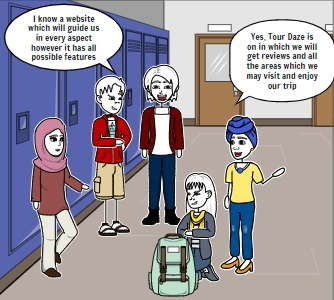 I know a website
which will guide us
in every aspect
however it has all
possible features
Yes, Tour Daze is
on in which we will
get reviews and all
the areas which we
may visit and enjoy
our trip